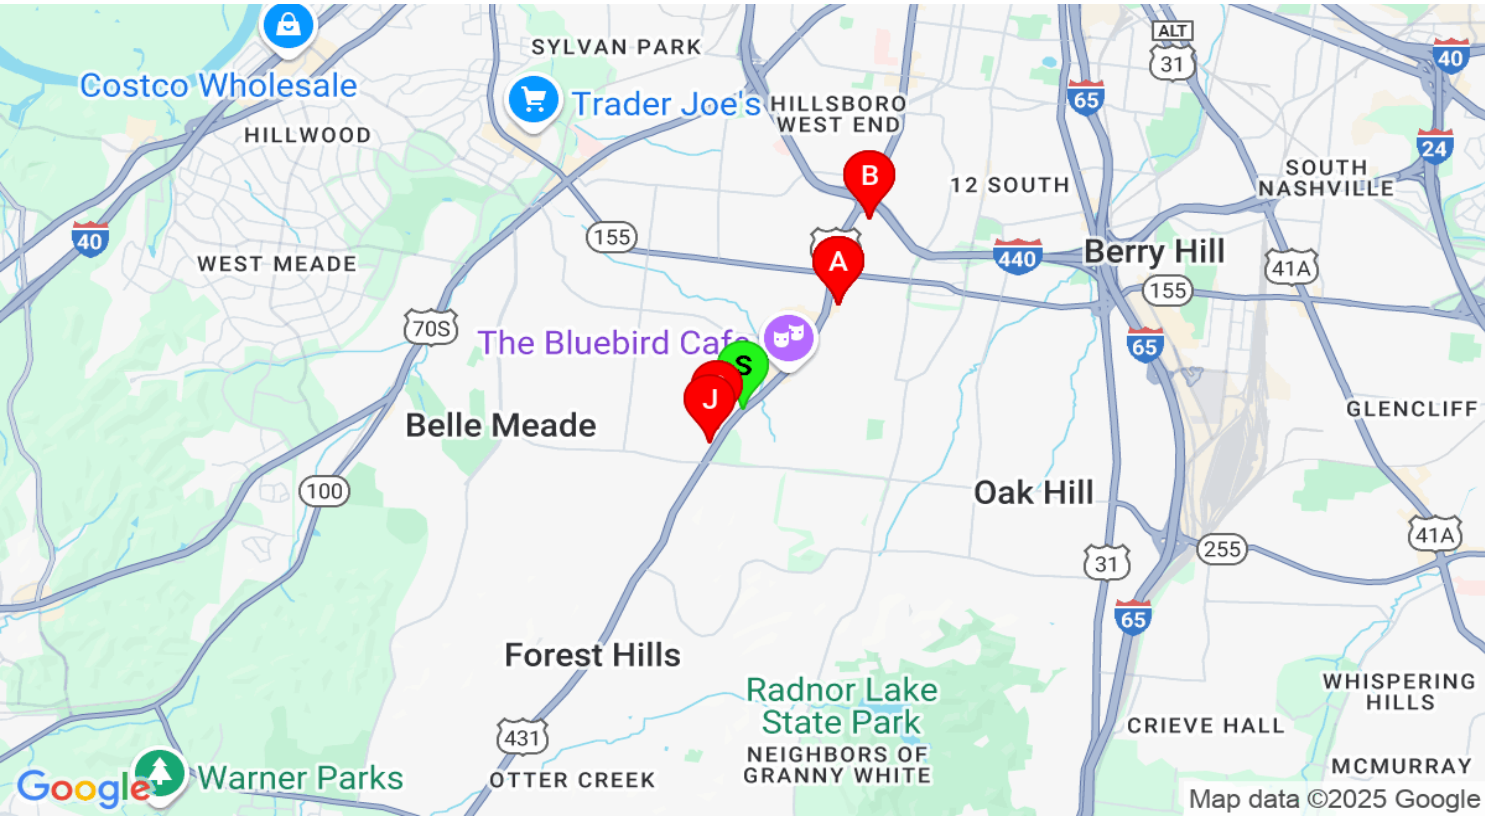 SYLVAN PARK
ALT
31
40
Costco Wholesale
Trader Joe's
HILLSBORO
WEST END
65
HILLWOOD
24
B
12 SOUTH
SOUTH
NASHVILLE
40
155
WEST MEADE
A
440
Berry Hill
41A
155
70S
The Bluebird Cafe
65
S
J
Belle Meade
GLENCLIFF
100
Oak Hill
41A
255
31
65
Forest Hills
Radnor Lake
State Park
WHISPERING
HILLS
431
CRIEVE HALL
NEIGHBORS OF
GRANNY WHITE
MCMURRAY
Google
Warner Parks
OTTER CREEK
Map data ©2025 Google